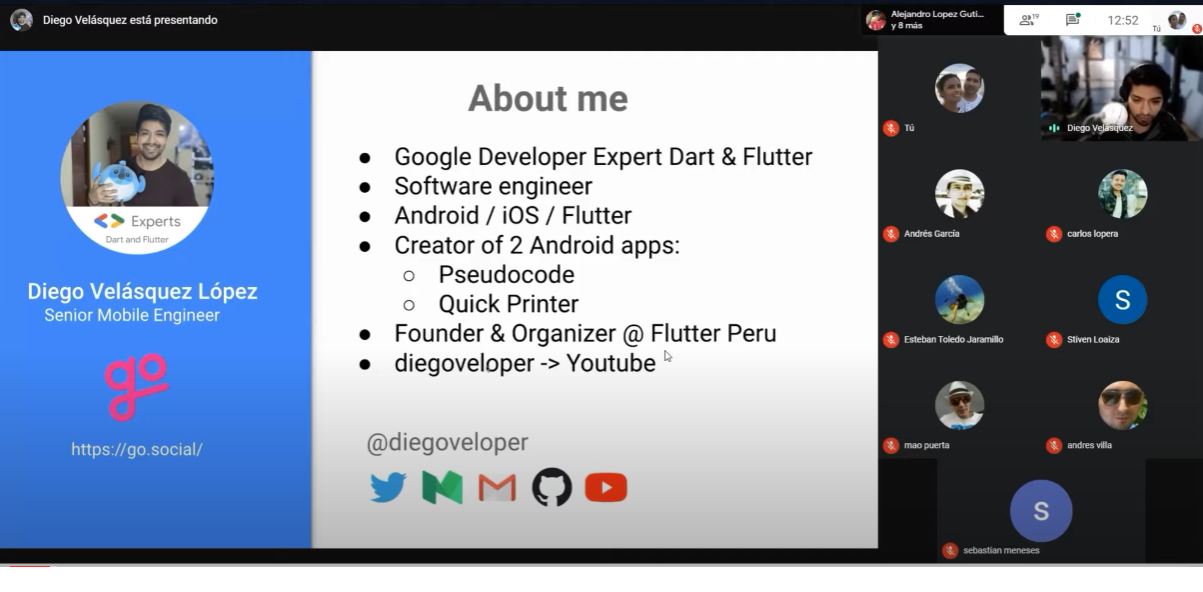 Diego Velásquez está presentando
Alejandro Lopez Guti...
y 8 más
19
12:52
Tú
About me
Experts
Dart and Flutter
Diego Velásquez López
Senior Mobile Engineer
go
https://go.social/
● Google Developer Expert Dart & Flutter
● Software engineer
● Android / iOS / Flutter
● Creator of 2 Android apps:
○ Pseudocode
○ Quick Printer
● Founder & Organizer @ Flutter Peru
● diegoveloper -> Youtube
@diegoveloper
Tú
Diego Velásquez
Andrés García
carlos lopera
Esteban Toledo Jaramillo
S
Stiven Loaiza
mao puerta
andres villa
S
sebastian meneses